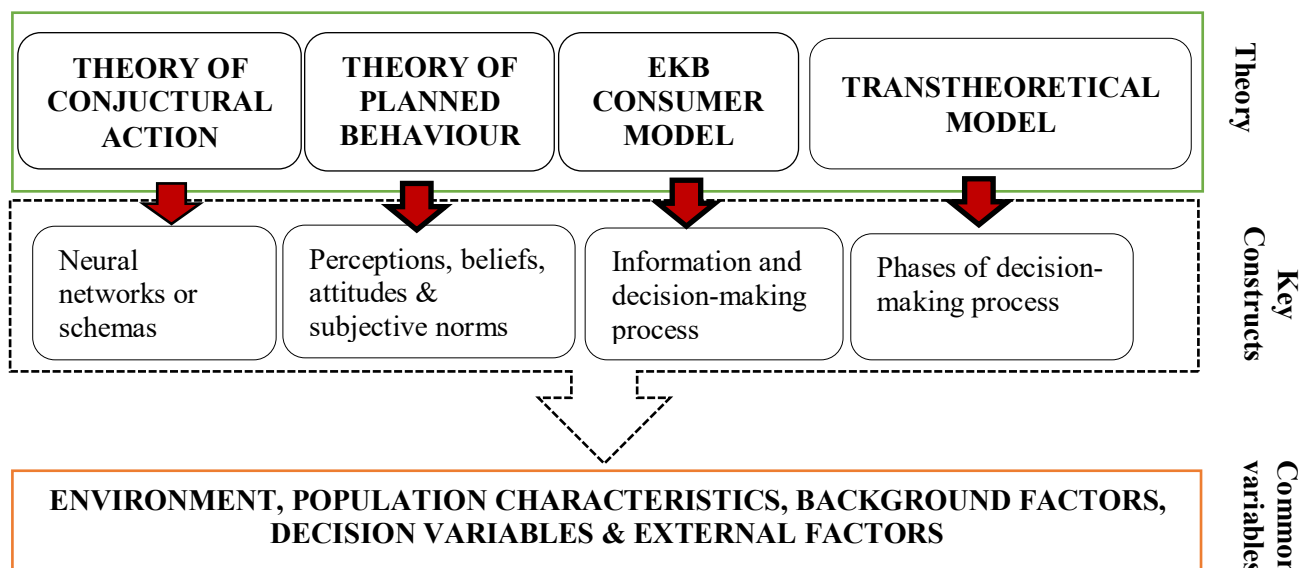 THEORY OF
CONJUCTURAL
ACTION
THEORY OF
PLANNED
BEHAVIOUR
EKB
CONSUMER
MODEL
TRANSTHEORETICAL
MODEL
Theory
Neural
networks or
schemas
Perceptions, beliefs,
attitudes &
subjective norms
Information and
decision-making
process
Phases of decision-
making process
Key
Constructs
ENVIRONMENT, POPULATION CHARACTERISTICS, BACKGROUND FACTORS,
DECISION VARIABLES & EXTERNAL FACTORS
Common
variables